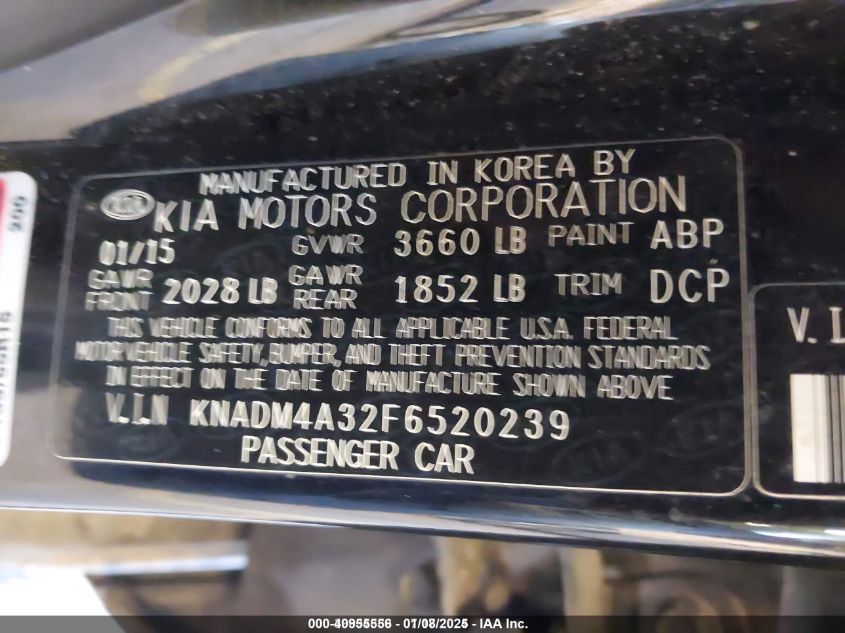 MANUFACTURED IN KOREA BY
KIA KIA MOTORS CORPORATION
01/15 GVWR 3660 LB PAINT ABP
GAWR FRONT 2028 LB GAWR REAR 1852 LB TRIM DCP
THIS VEHICLE CONFORMS TO ALL APPLICABLE U.S.A. FEDERAL
MOTOR VEHICLE SAFETY, BUMPER, AND THEFT PREVENTION STANDARDS
IN EFFECT ON THE DATE OF MANUFACTURE SHOWN ABOVE
V.I.N KNADM4A32F6520239
PASSENGER CAR
000-40955556 - 01/08/2025 - IAA Inc.